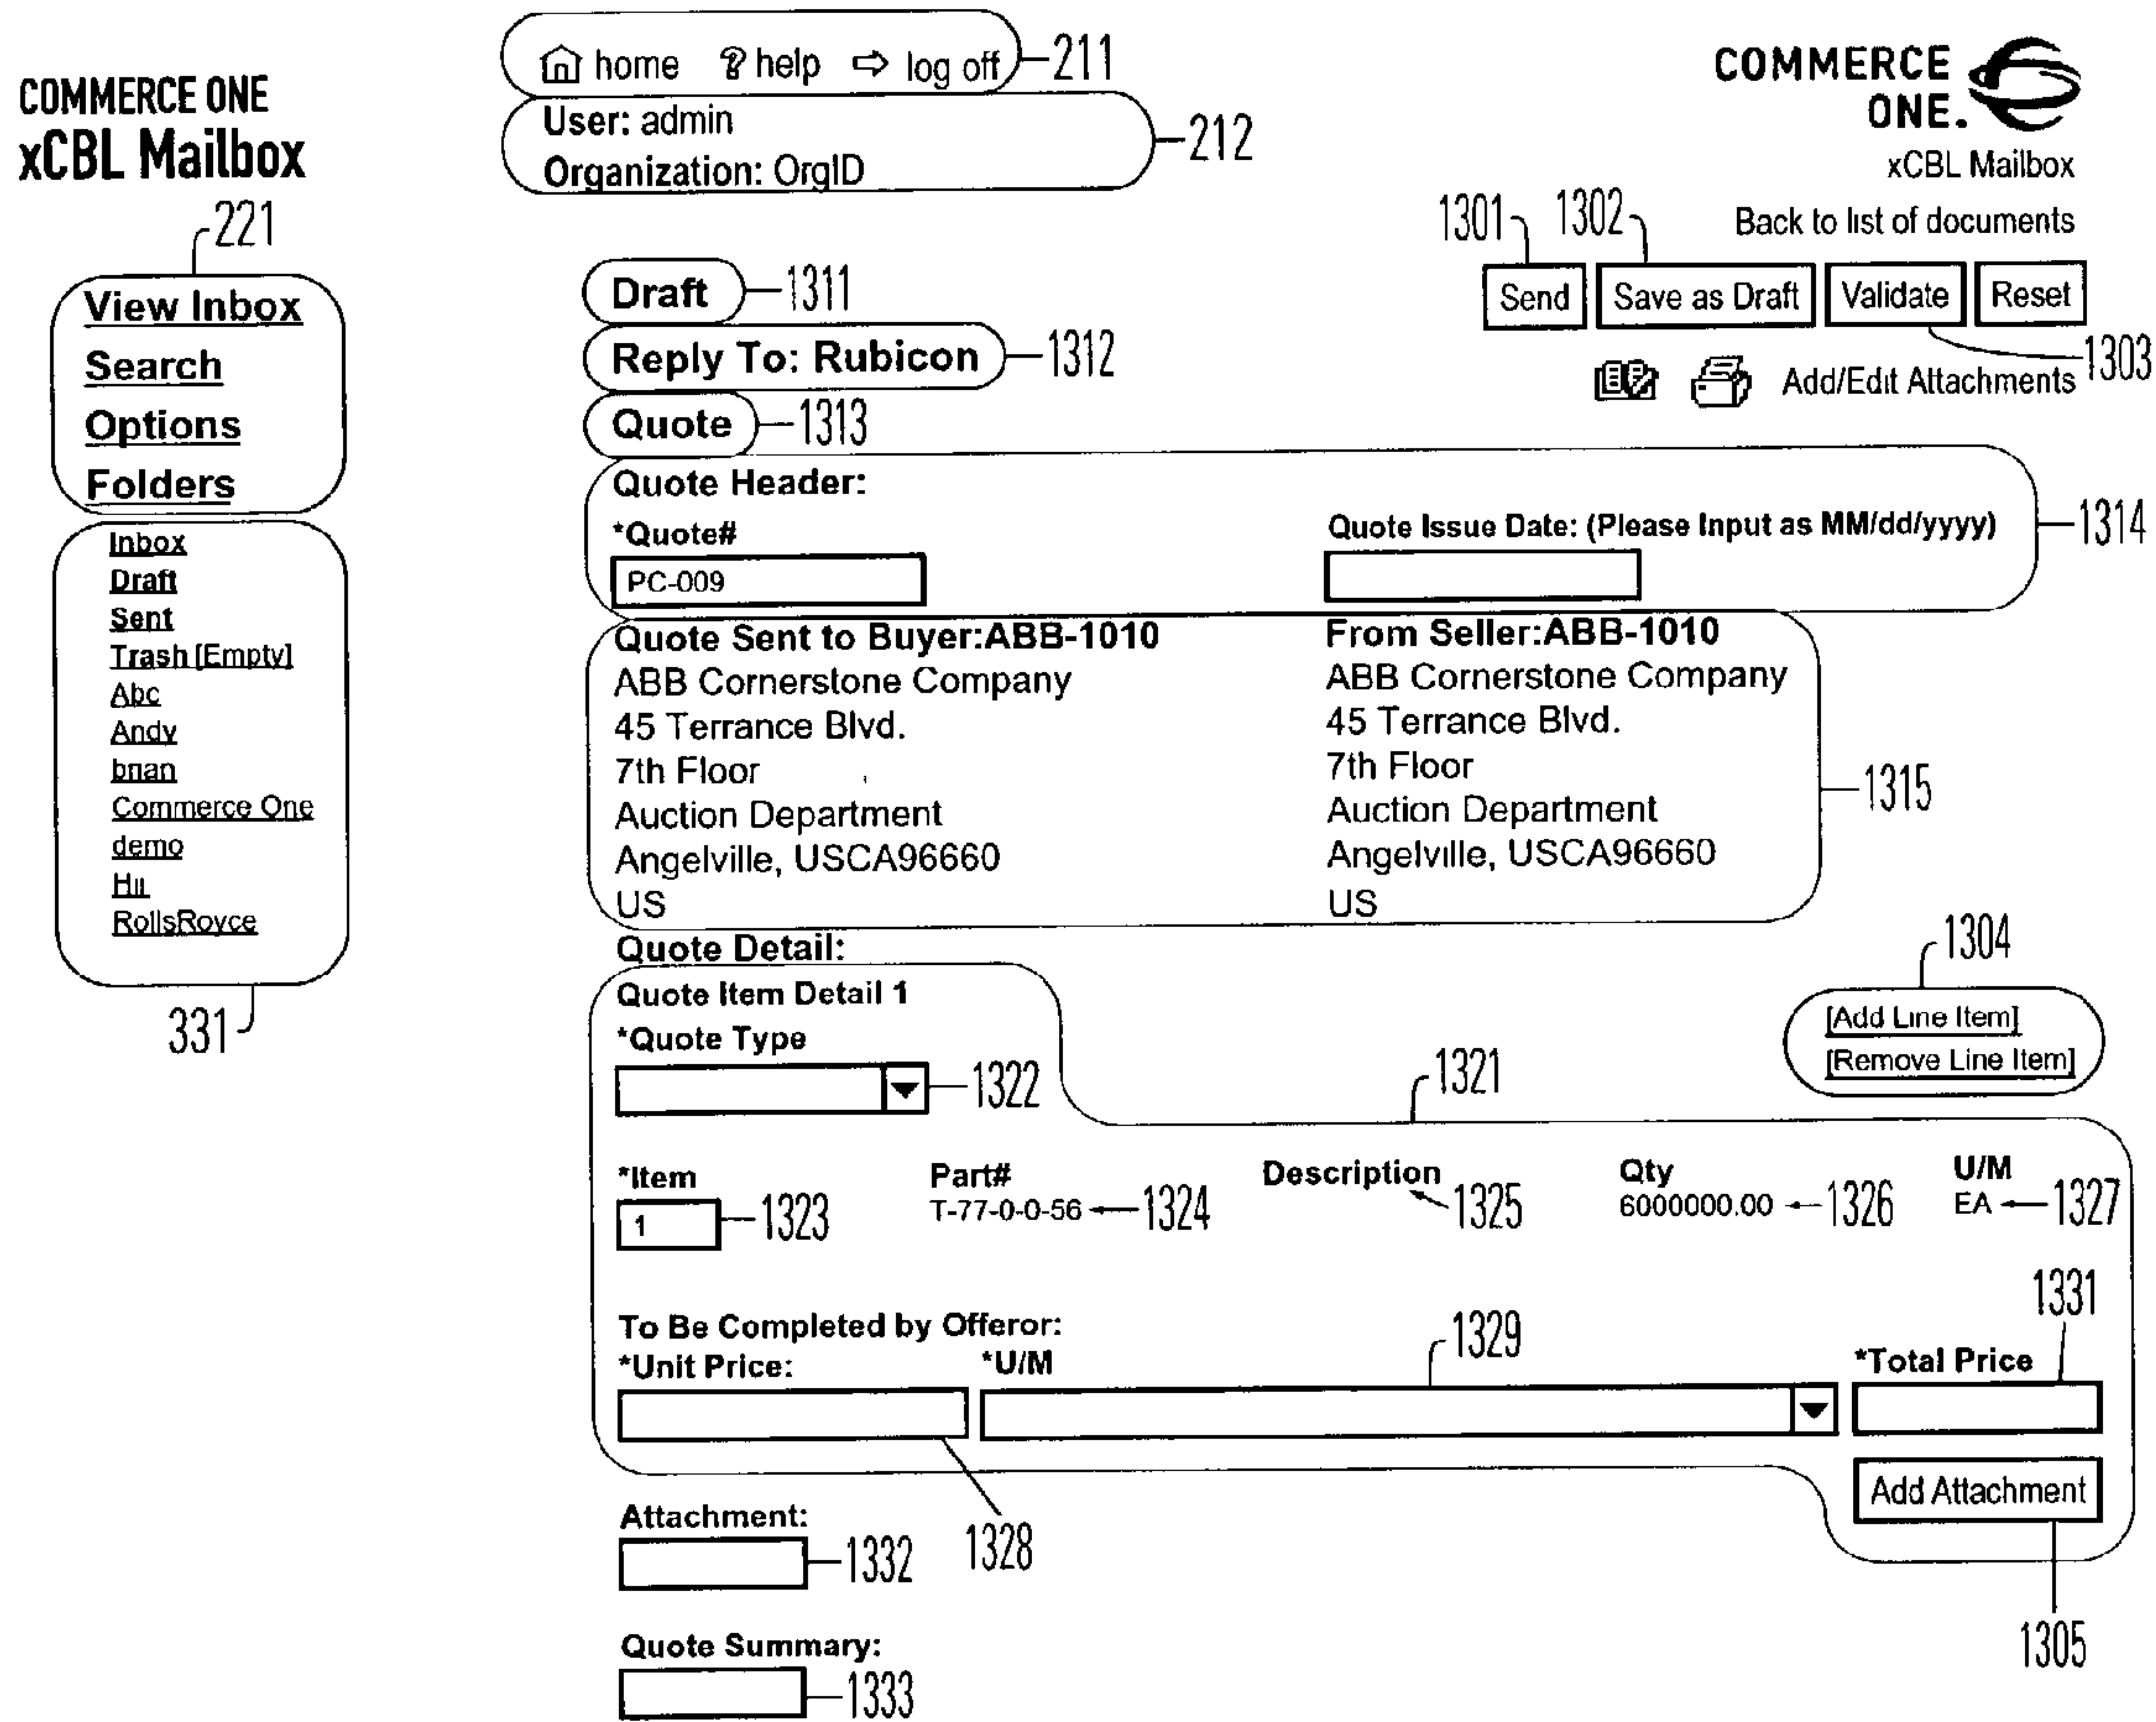 home ? help ⇨ log off 211
COMMERCE ONE
xCBL Mailbox
User: admin
Organization: OrgID
212
COMMERCE
ONE.
xCBL Mailbox
221
1301 1302 Back to list of documents
View Inbox
Search
Options
Folders
Draft 1311
Send Save as Draft Validate Reset
Reply To: Rubicon 1312
1303
Add/Edit Attachments
Quote 1313
Quote Header:
*Quote# Quote Issue Date: (Please Input as MM/dd/yyyy) 1314
PC-009
Inbox
Draft
Sent
Trash [Empty]
Abc
Andy
brian
Commerce One
demo
Hii
RollsRoyce
331
Quote Sent to Buyer:ABB-1010
ABB Cornerstone Company
45 Terrance Blvd.
7th Floor
Auction Department
Angelville, USCA96660
US
From Seller:ABB-1010
ABB Cornerstone Company
45 Terrance Blvd.
7th Floor
Auction Department
Angelville, USCA96660
US
1315
Quote Detail:
1304
[Add Line Item]
[Remove Line Item]
Quote Item Detail 1
*Quote Type
1322
1321
*Item Part# Description Qty U/M
1 1323 T-77-0-0-56 1324 1325 6000000.00 1326 EA 1327
To Be Completed by Offeror: 1329 1331
*Unit Price: *U/M *Total Price
Add Attachment
Attachment:
1332 1328
1305
Quote Summary:
1333